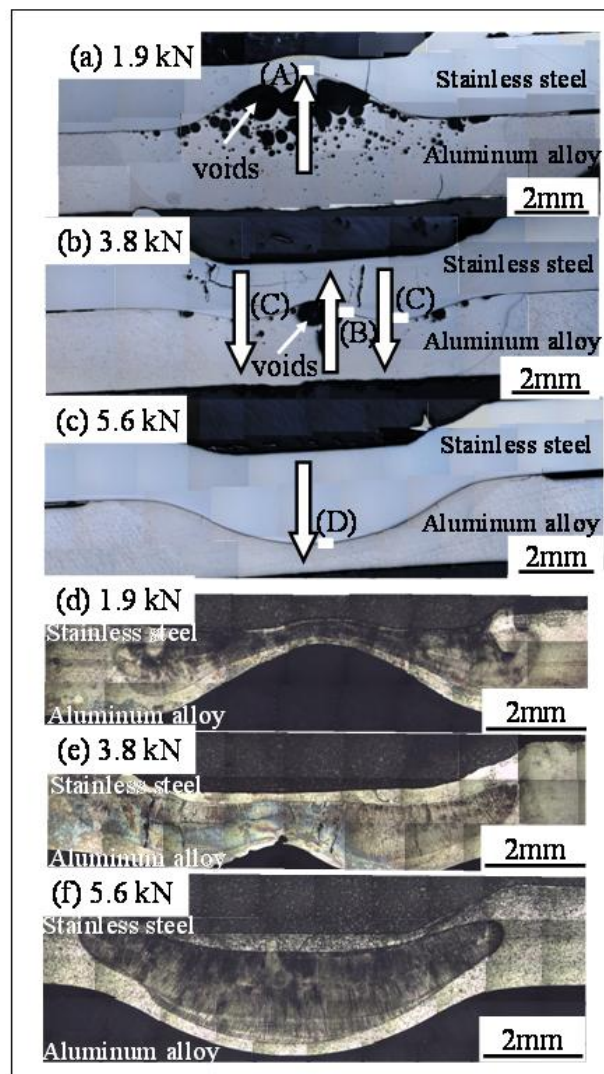 (a) 1.9 kN
(A)
Stainless steel
voids
Aluminum alloy
2mm
(b) 3.8 kN
Stainless steel
(C)
(C)
(B)
voids
Aluminum alloy
2mm
(c) 5.6 kN
Stainless steel
(D)
Aluminum alloy
2mm
(d) 1.9 kN
Stainless steel
Aluminum alloy
2mm
(e) 3.8 kN
Stainless steel
Aluminum alloy
2mm
(f) 5.6 kN
Stainless steel
Aluminum alloy
2mm